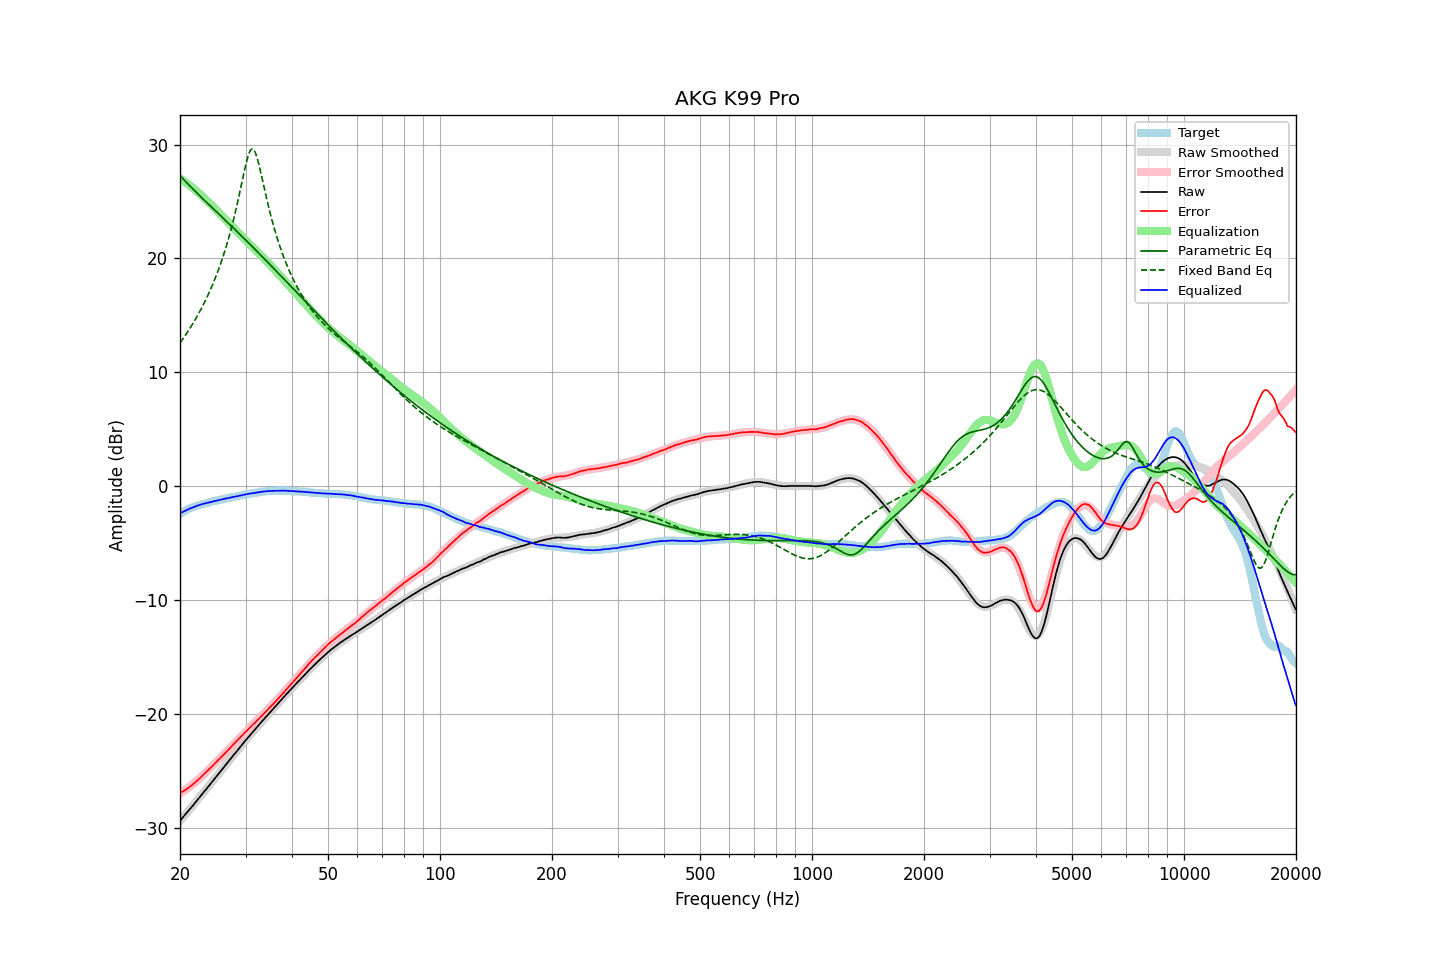 AKG K99 Pro
Target
Raw Smoothed
Error Smoothed
Raw
Error
Equalization
Parametric Eq
Fixed Band Eq
Equalized
Amplitude (dBr)
30
20
10
0
−10
−20
−30
20 50 100 200 500 1000 2000 5000 10000 20000
Frequency (Hz)